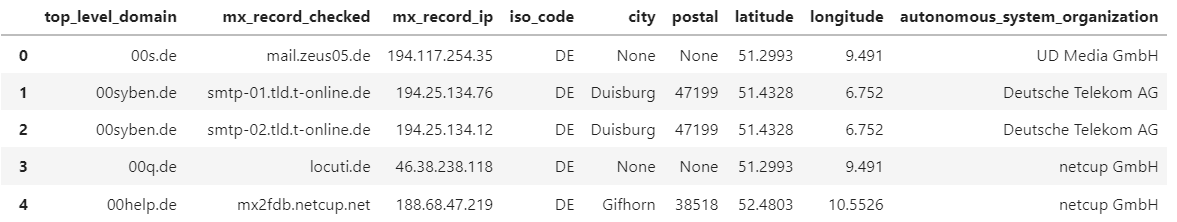 top_level_domain mx_record_checked mx_record_ip iso_code city postal latitude longitude autonomous_system_organization
0 00s.de mail.zeus05.de 194.117.254.35 DE None None 51.2993 9.491 UD Media GmbH
1 00syben.de smtp-01.tld.t-online.de 194.25.134.76 DE Duisburg 47199 51.4328 6.752 Deutsche Telekom AG
2 00syben.de smtp-02.tld.t-online.de 194.25.134.12 DE Duisburg 47199 51.4328 6.752 Deutsche Telekom AG
3 00q.de locuti.de 46.38.238.118 DE None None 51.2993 9.491 netcup GmbH
4 00help.de mx2fdb.netcup.net 188.68.47.219 DE Gifhorn 38518 52.4803 10.5526 netcup GmbH